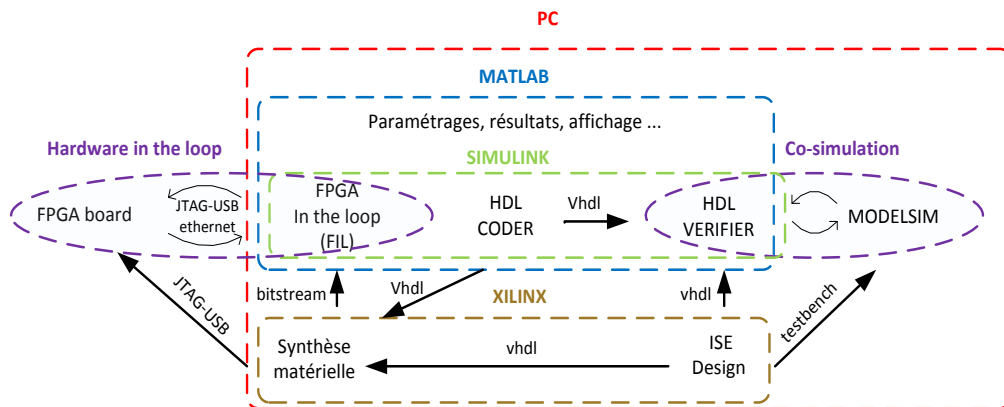 PC
MATLAB
Paramétrages, résultats, affichage ...
Hardware in the loop
SIMULINK
Co-simulation
FPGA board
JTAG-USB
ethernet
FPGA
In the loop
(FIL)
HDL
CODER
Vhdl
HDL
VERIFIER
MODELSIM
JTAG-USB
bitstream
Vhdl
XILINX
vhdl
testbench
Synthèse
matérielle
vhdl
ISE
Design